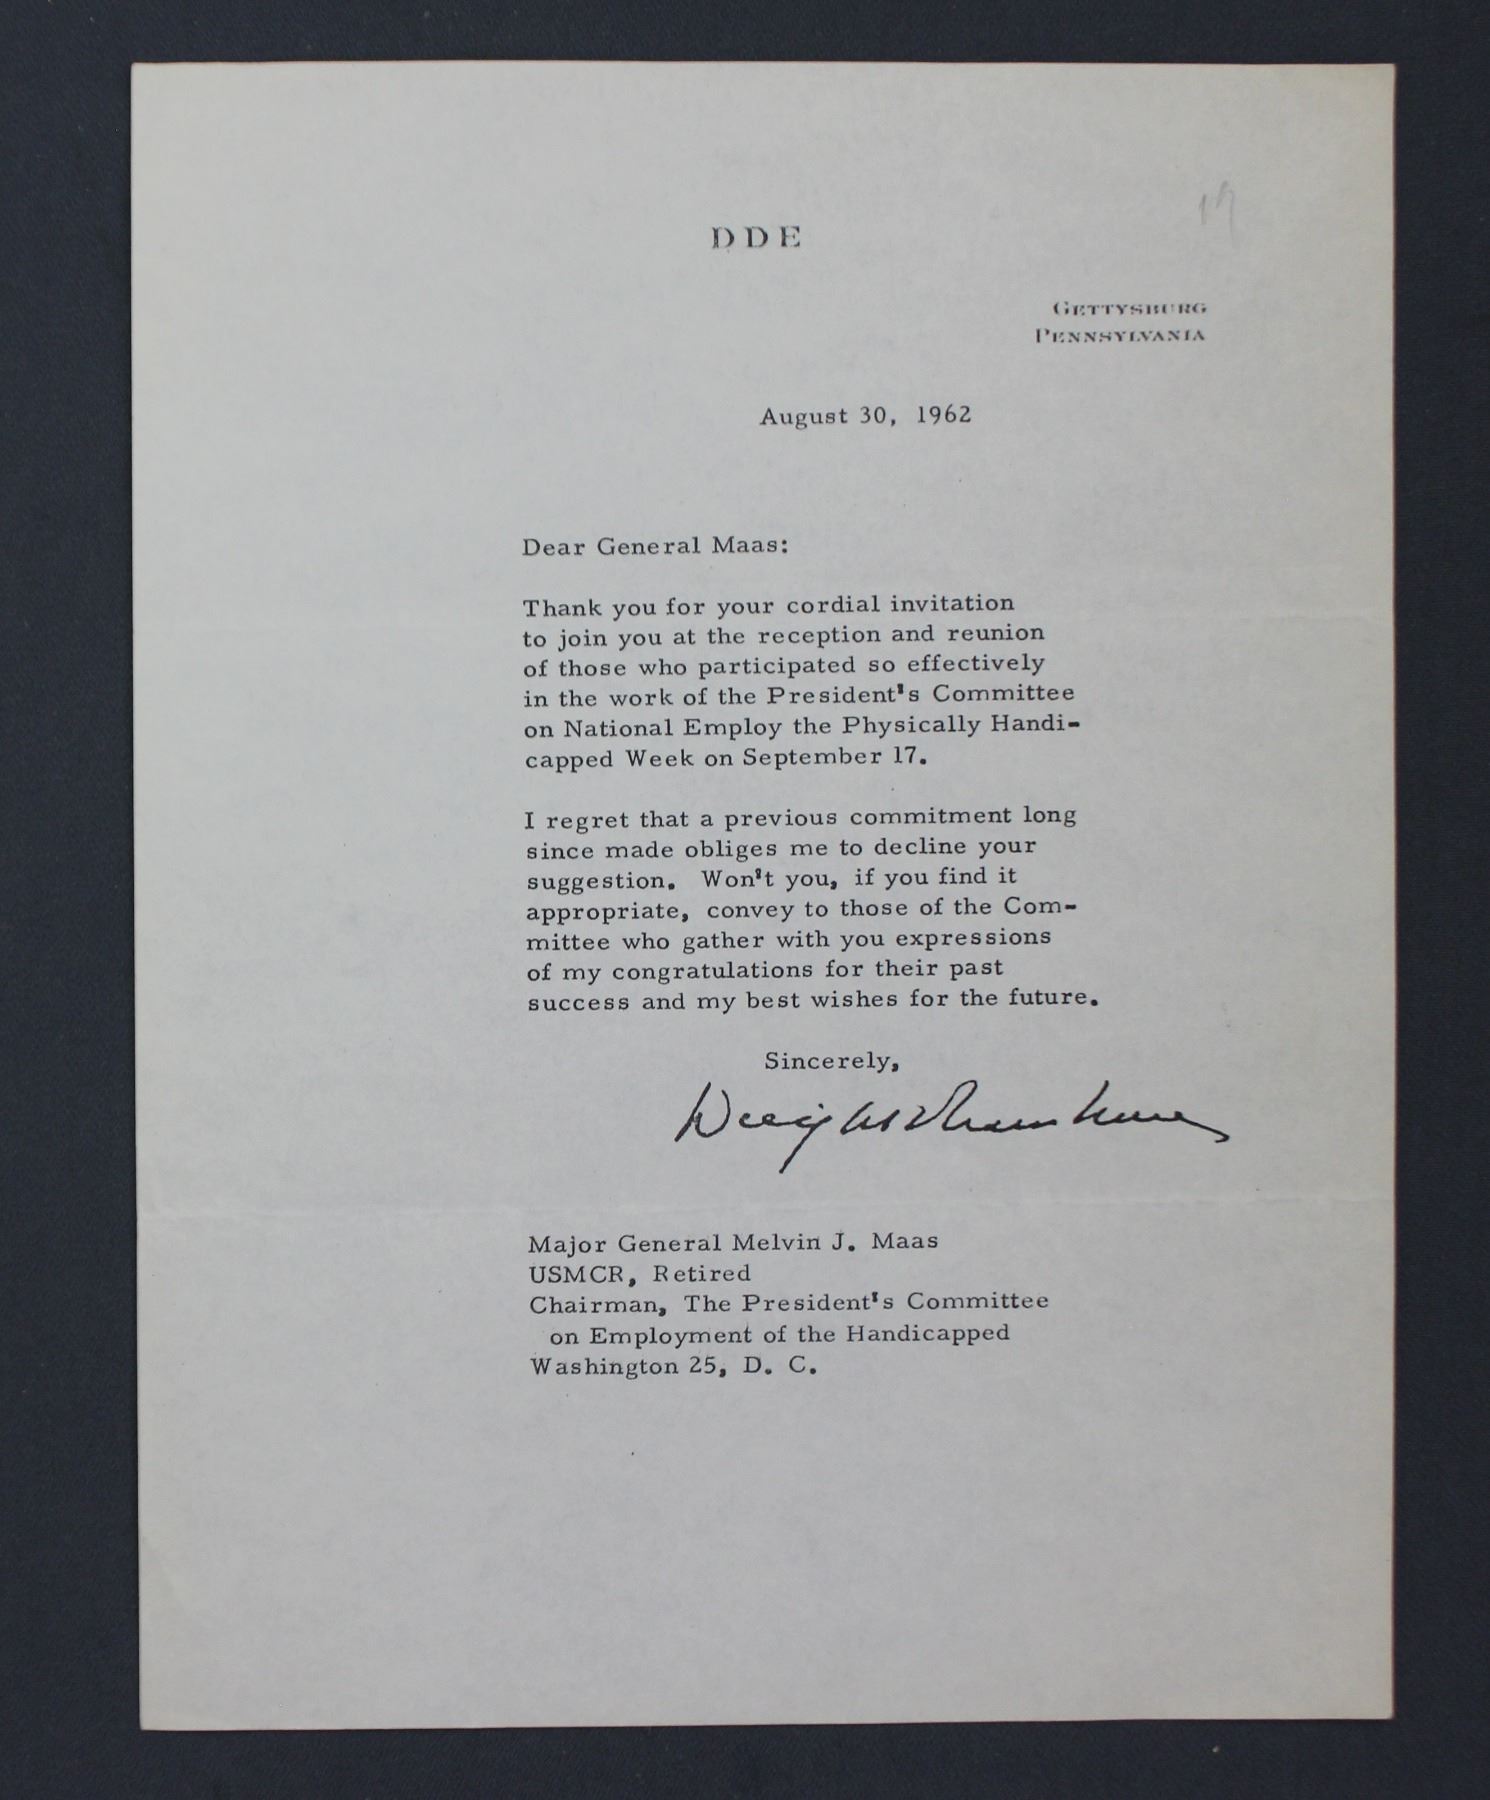 19
DDE
GETTYSBURG
PENNSYLVANIA
August 30, 1962
Dear General Maas:
Thank you for your cordial invitation
to join you at the reception and reunion
of those who participated so effectively
in the work of the President's Committee
on National Employ the Physically Handi-
capped Week on September 17.
I regret that a previous commitment long
since made obliges me to decline your
suggestion. Won't you, if you find it
appropriate, convey to those of the Com-
mittee who gather with you expressions
of my congratulations for their past
success and my best wishes for the future.
Sincerely,
Dwight D Eisenhower
Major General Melvin J. Maas
USMCR, Retired
Chairman, The President's Committee
on Employment of the Handicapped
Washington 25, D. C.